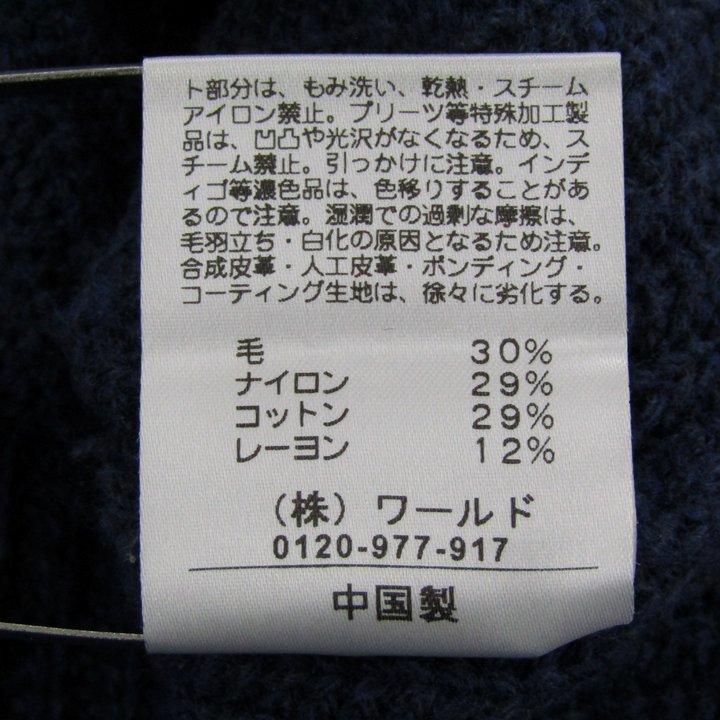 ト部分は、もみ洗い、乾熱・スチーム
アイロン禁止。プリーツ等特殊加工製
品は、凹凸や光沢がなくなるため、ス
チーム禁止。引っかけに注意。インデ
ィゴ等濃色品は、色移りすることがあ
るので注意。湿潤での過剰な摩擦は、
毛羽立ち・白化の原因となるため注意。
合成皮革・人工皮革・ボンディング・
コーティング生地は、徐々に劣化する。
毛 30%
ナイロン 29%
コットン 29%
レーヨン 12%
（株）ワールド
0120-977-917
中国製